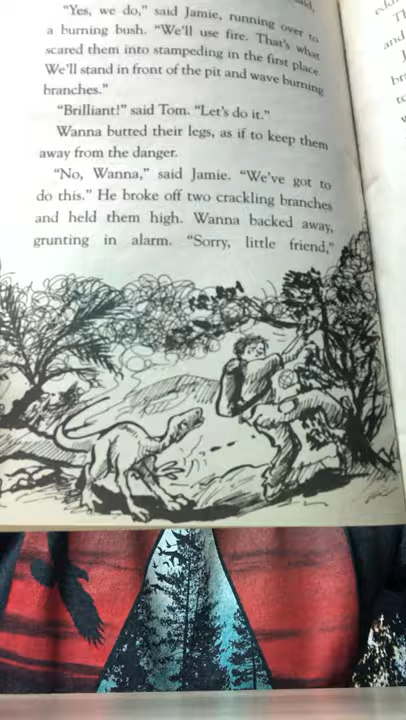 said,
"Yes, we do," said Jamie, running over to
a burning bush. "We'll use fire. That's what
scared them into stampeding in the first place
We'll stand in front of the pit and wave burning
branches."
"Brilliant!" said Tom. "Let's do it."
Wanna butted their legs, as if to keep them
away from the danger.
"No, Wanna," said Jamie. "We've got to
do this." He broke off two crackling branches
and held them high. Wanna backed away,
grunting in alarm. "Sorry, little friend,"
and